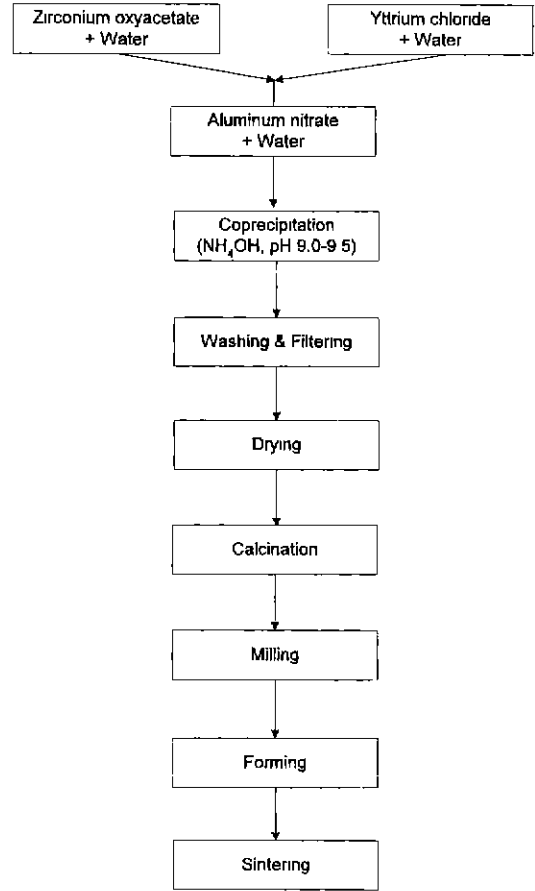 Zirconium oxyacetate
+ Water
Yttrium chloride
+ Water
Aluminum nitrate
+ Water
Coprecipitation
(NH₄OH, pH 9.0-9 5)
Washing & Filtering
Drying
Calcination
Milling
Forming
Sintering